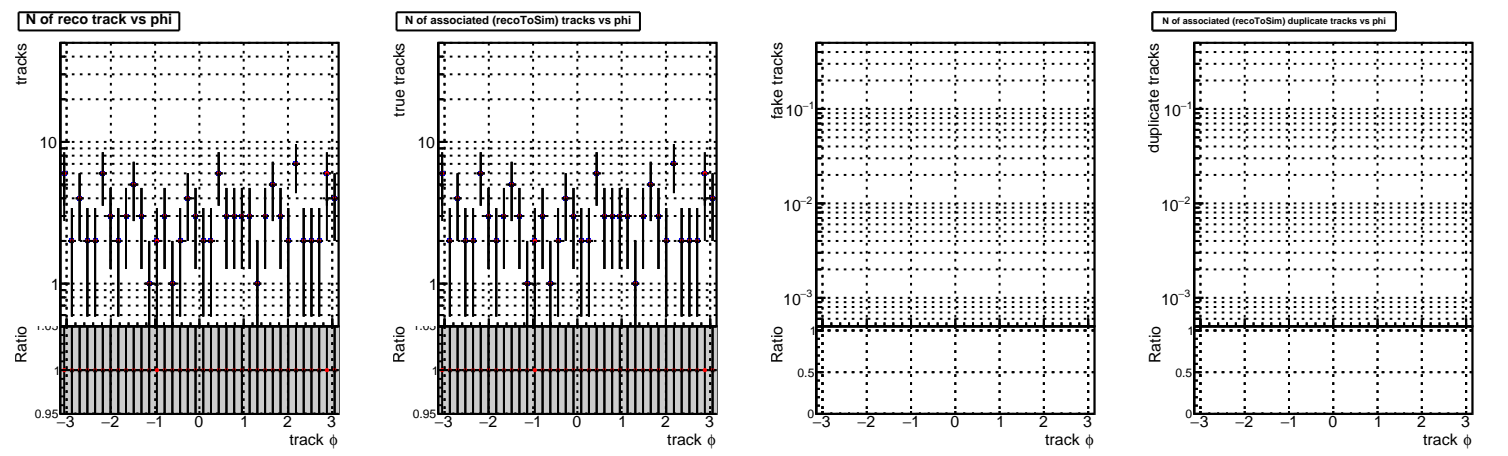 N of reco track vs phi
tracks
10
1
Ratio
1.05
1
0.95
−3 −2 −1 0 1 2 3
track ϕ
N of associated (recoToSim) tracks vs phi
true tracks
10
1
Ratio
1.05
1
0.95
−3 −2 −1 0 1 2 3
track ϕ
fake tracks
10−1
10−2
10−3
Ratio
1
0.5
0
−3 −2 −1 0 1 2 3
track ϕ
N of associated (recoToSim) duplicate tracks vs phi
duplicate tracks
10−1
10−2
10−3
Ratio
1
0.5
0
−3 −2 −1 0 1 2 3
track ϕ